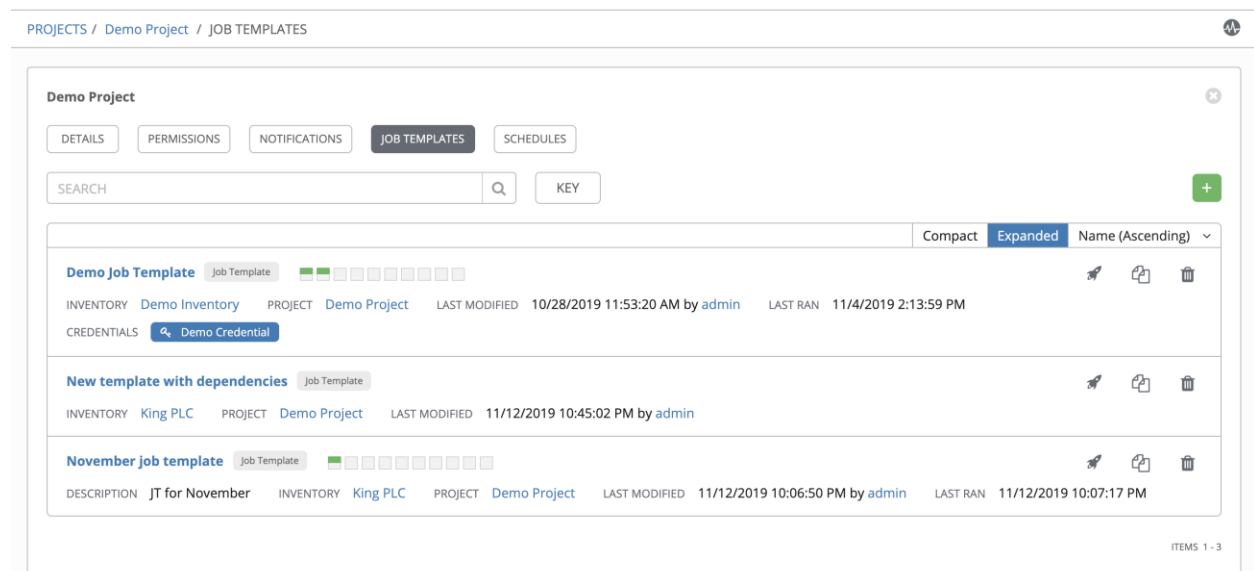 PROJECTS / Demo Project / JOB TEMPLATES
Demo Project
DETAILS PERMISSIONS NOTIFICATIONS JOB TEMPLATES SCHEDULES
SEARCH KEY +
Compact Expanded Name (Ascending)
Demo Job Template Job Template
INVENTORY Demo Inventory PROJECT Demo Project LAST MODIFIED 10/28/2019 11:53:20 AM by admin LAST RAN 11/4/2019 2:13:59 PM
CREDENTIALS Demo Credential
New template with dependencies Job Template
INVENTORY King PLC PROJECT Demo Project LAST MODIFIED 11/12/2019 10:45:02 PM by admin
November job template Job Template
DESCRIPTION JT for November INVENTORY King PLC PROJECT Demo Project LAST MODIFIED 11/12/2019 10:06:50 PM by admin LAST RAN 11/12/2019 10:07:17 PM
ITEMS 1 - 3